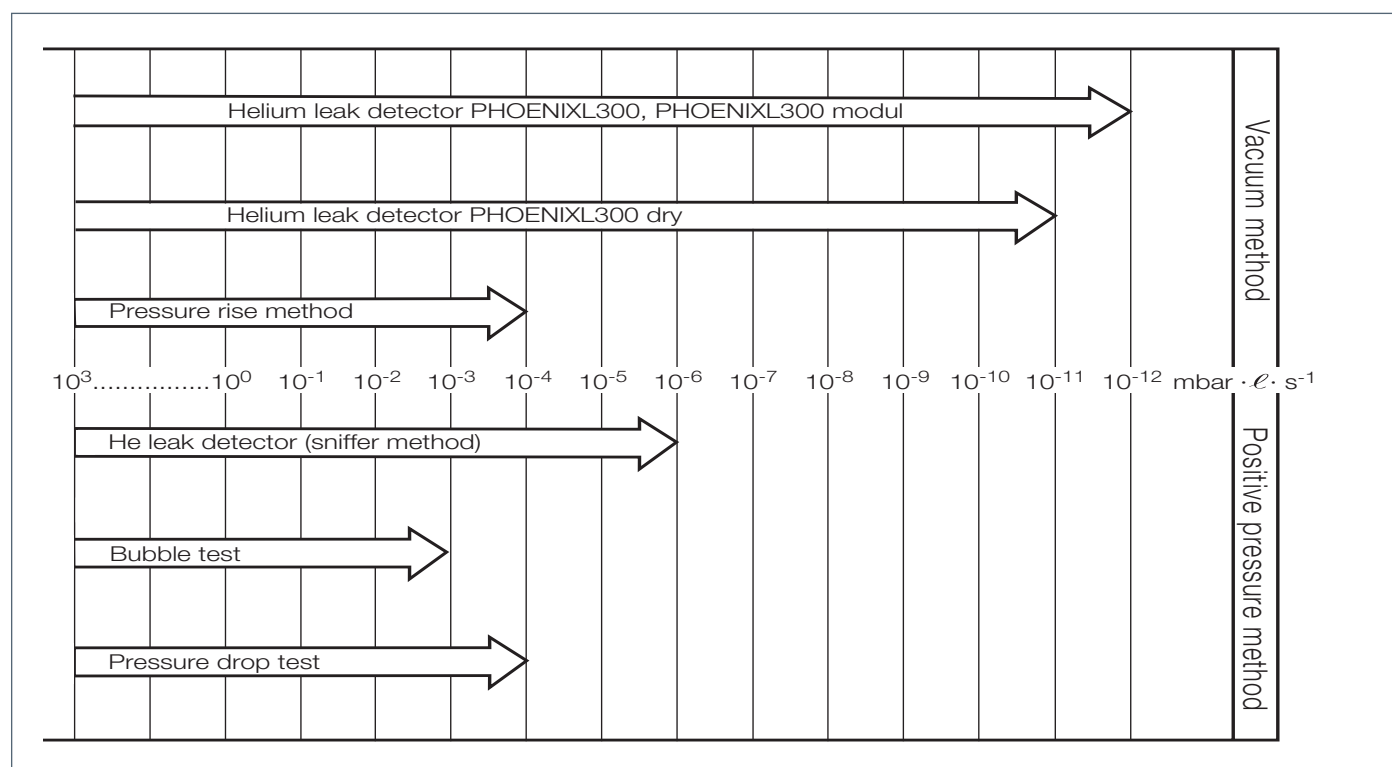 Helium leak detector PHOENIXL300, PHOENIXL300 modul
Helium leak detector PHOENIXL300 dry
Pressure rise method
Vacuum method
10³................10⁰ 10⁻¹ 10⁻² 10⁻³ 10⁻⁴ 10⁻⁵ 10⁻⁶ 10⁻⁷ 10⁻⁸ 10⁻⁹ 10⁻¹⁰ 10⁻¹¹ 10⁻¹² mbar · ℓ · s⁻¹
He leak detector (sniffer method)
Bubble test
Pressure drop test
Positive pressure method